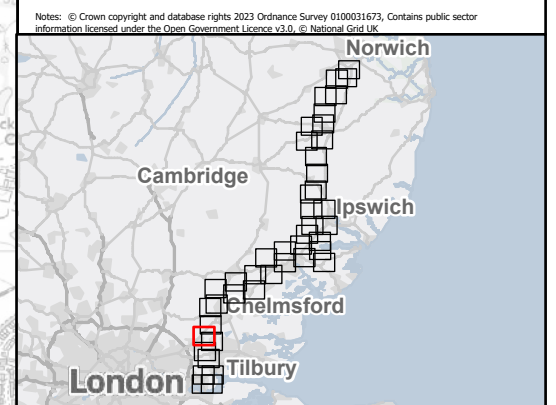 Notes: © Crown copyright and database rights 2023 Ordnance Survey 0100031673, Contains public sector
information licensed under the Open Government Licence v3.0, © National Grid UK
Norwich
Cambridge
Ipswich
Chelmsford
Tilbury
London